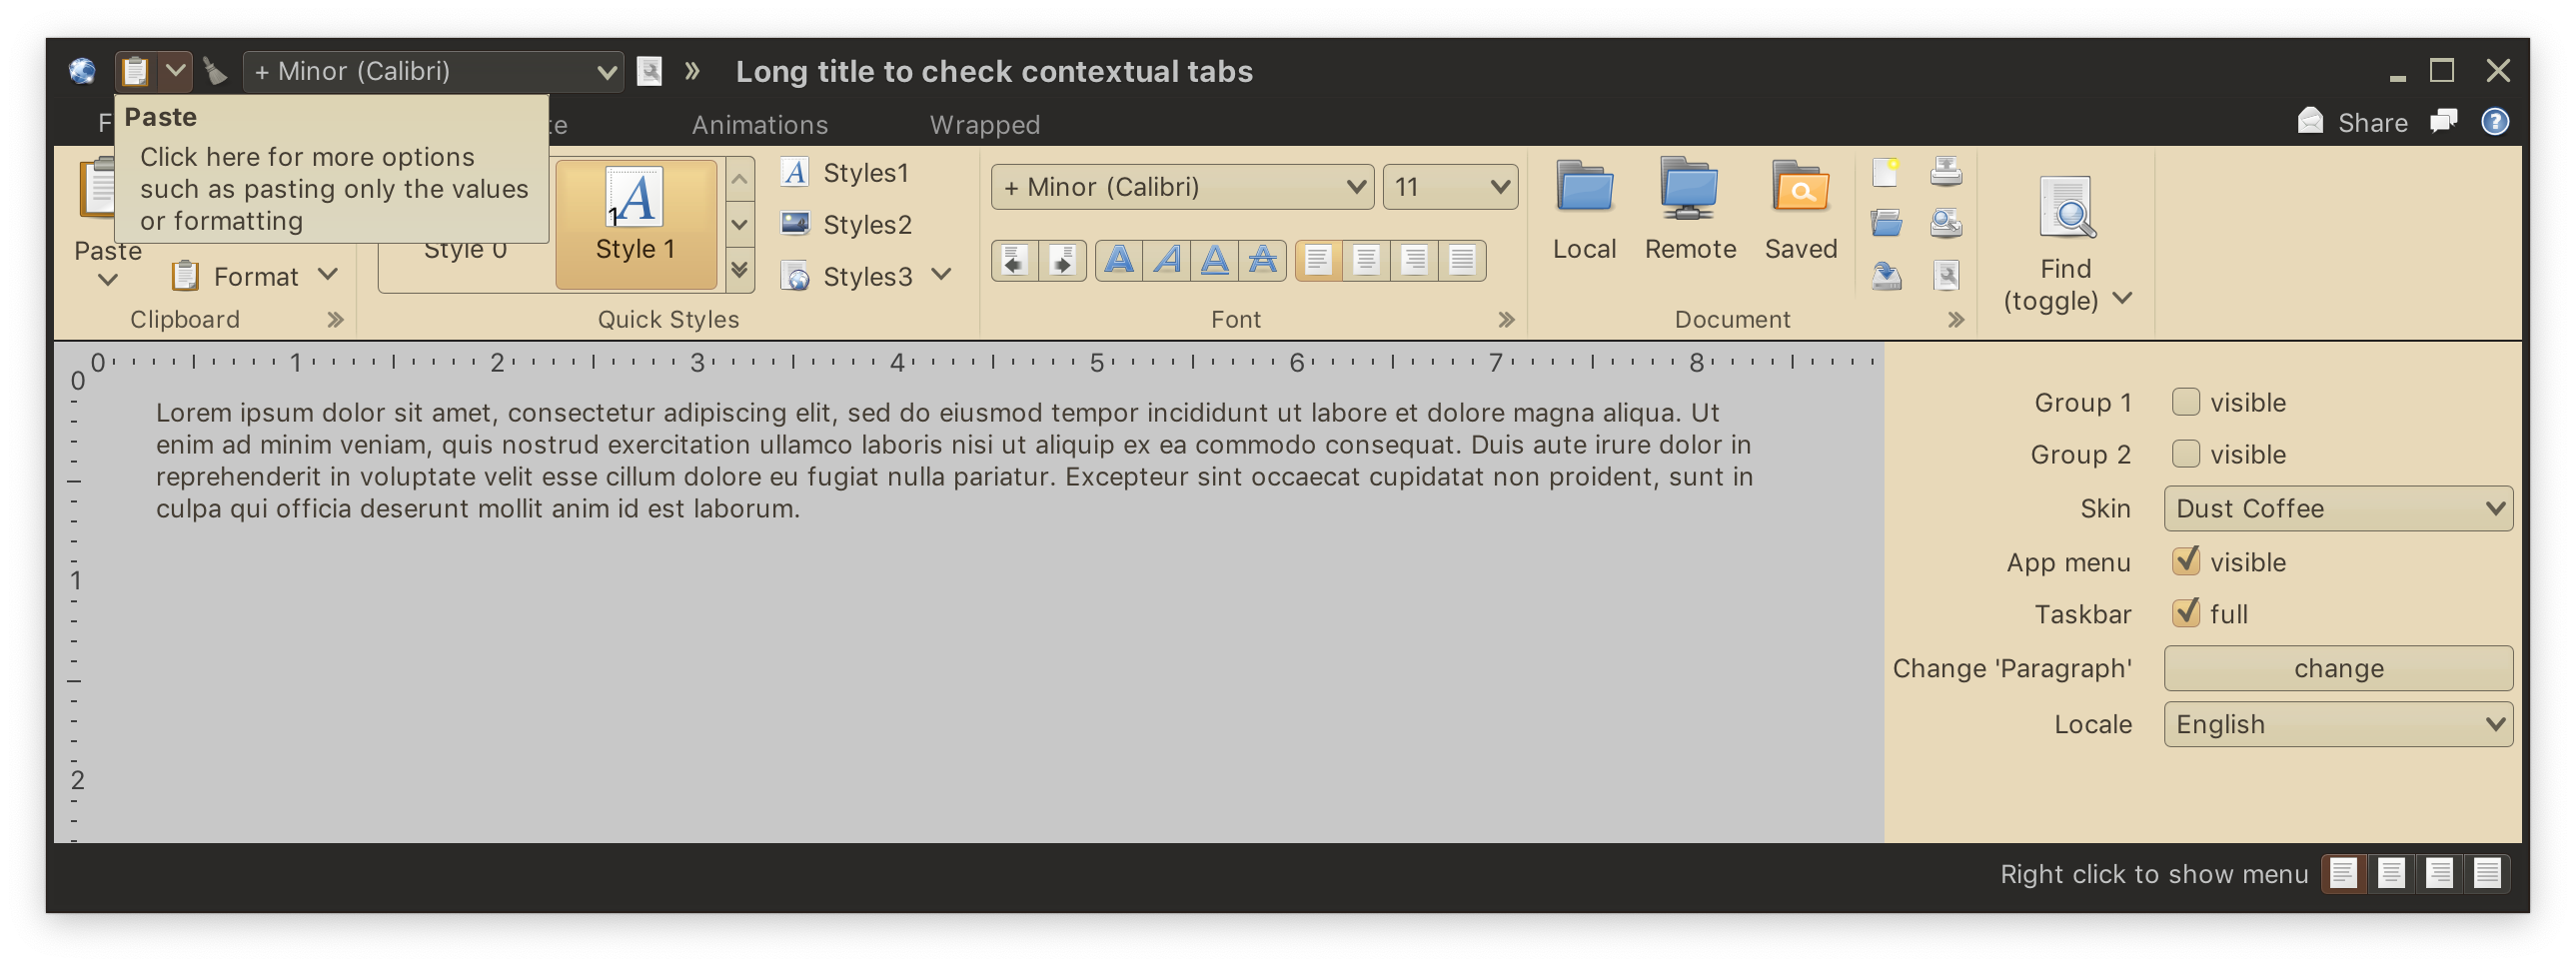 + Minor (Calibri)
Long title to check contextual tabs
Animations
Wrapped
Share
Paste
Click here for more options
such as pasting only the values
or formatting
Paste
Format
Clipboard
Style 0
1
Style 1
Styles1
Styles2
Styles3
Quick Styles
+ Minor (Calibri)
11
Font
Local
Remote
Saved
Document
Find
(toggle)
0 1 2 3 4 5 6 7 8
0
1
2
Lorem ipsum dolor sit amet, consectetur adipiscing elit, sed do eiusmod tempor incididunt ut labore et dolore magna aliqua. Ut
enim ad minim veniam, quis nostrud exercitation ullamco laboris nisi ut aliquip ex ea commodo consequat. Duis aute irure dolor in
reprehenderit in voluptate velit esse cillum dolore eu fugiat nulla pariatur. Excepteur sint occaecat cupidatat non proident, sunt in
culpa qui officia deserunt mollit anim id est laborum.
Group 1 visible
Group 2 visible
Skin Dust Coffee
App menu visible
Taskbar full
Change 'Paragraph' change
Locale English
Right click to show menu